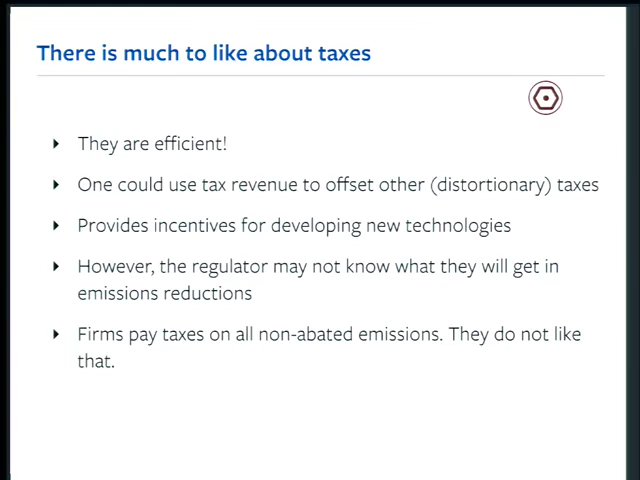 There is much to like about taxes
They are efficient!
One could use tax revenue to offset other (distortionary) taxes
Provides incentives for developing new technologies
However, the regulator may not know what they will get in
emissions reductions
Firms pay taxes on all non-abated emissions. They do not like
that.